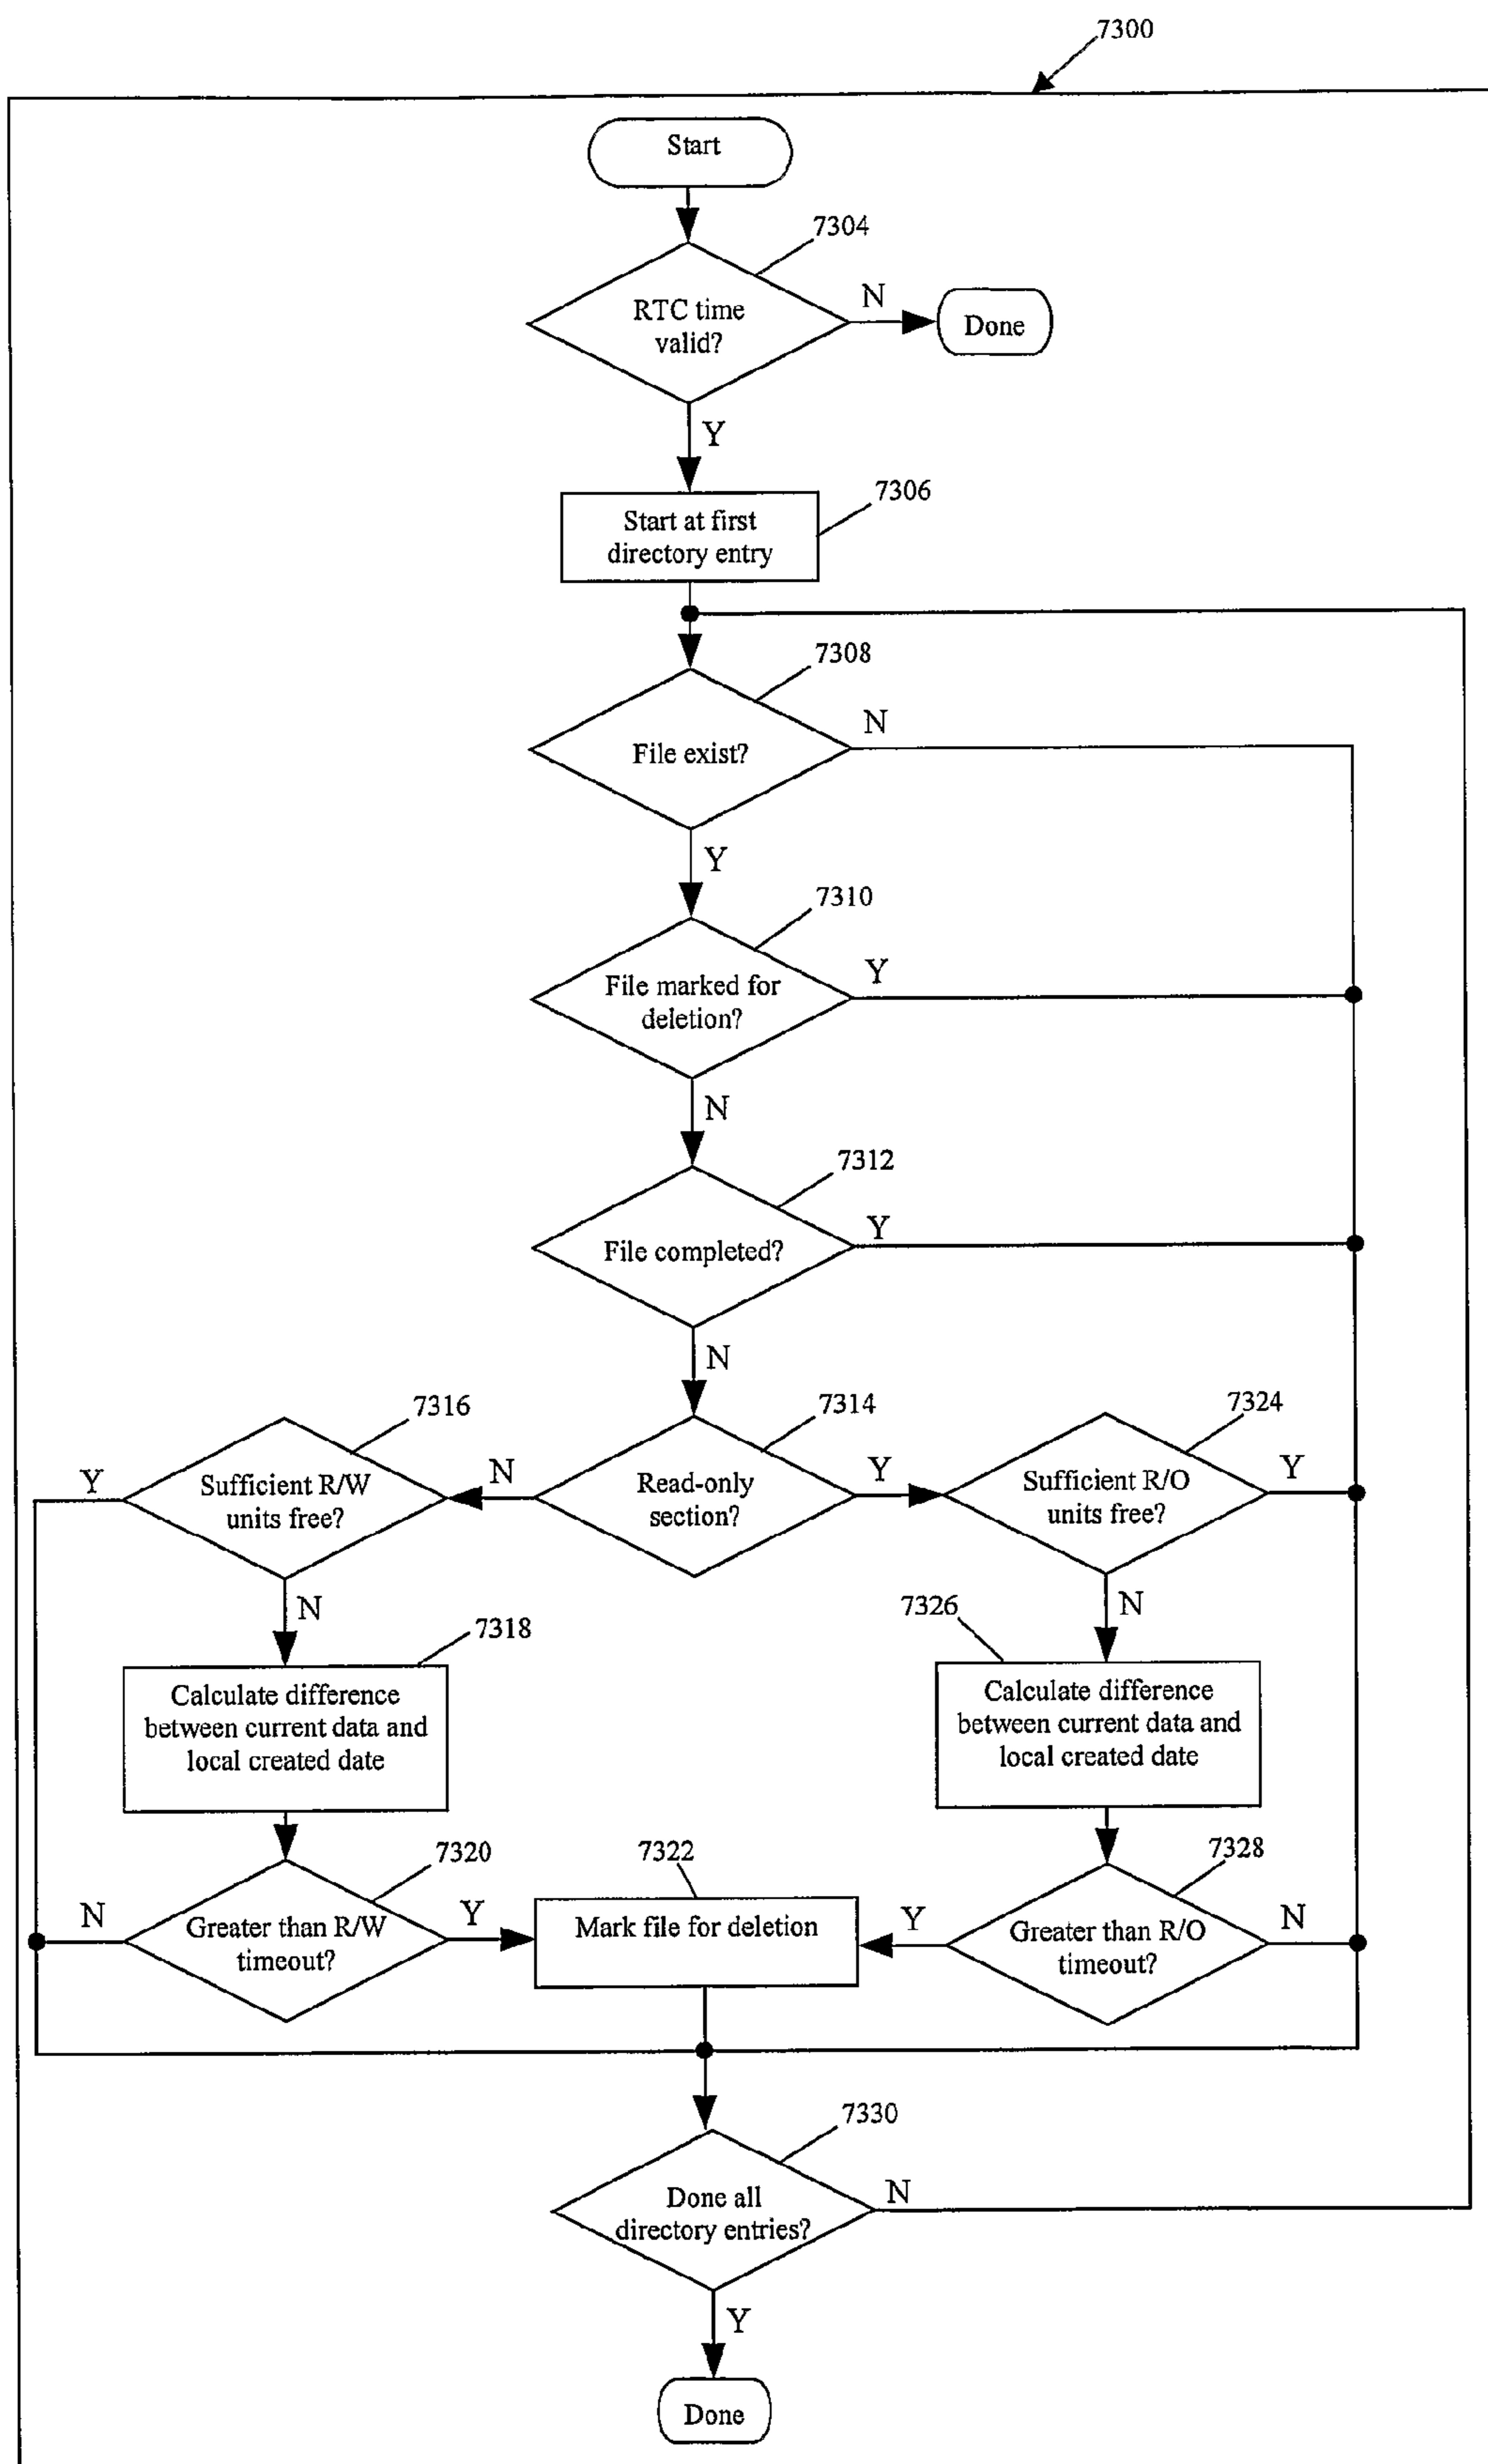 7300
Start
7304
RTC time
valid?
N
Done
Y
7306
Start at first
directory entry
7308
File exist?
N
Y
7310
File marked for
deletion?
Y
N
7312
File completed?
Y
N
7316
Sufficient R/W
units free?
Y
N
7314
Read-only
section?
N
Y
7324
Sufficient R/O
units free?
Y
N
7318
Calculate difference
between current data and
local created date
7326
Calculate difference
between current data and
local created date
7320
Greater than R/W
timeout?
N
Y
7322
Mark file for deletion
7328
Greater than R/O
timeout?
Y
N
7330
Done all
directory entries?
N
Y
Done